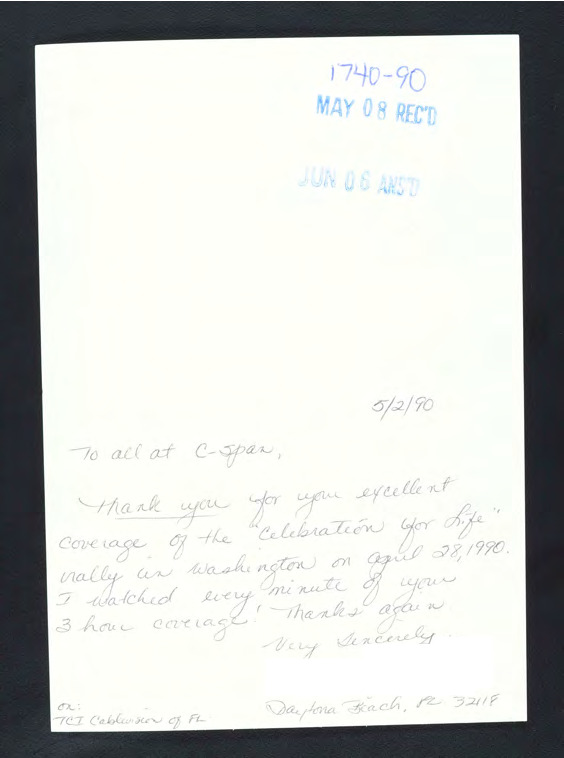 1740-90
MAY 08 REC'D
JUN 06 ANS'D
5/2/90
To all at C-Span,
Thank you for your excellent
coverage of the "Celebration for Life"
rally in Washington on April 28, 1990.
I watched every minute of your
3 hour coverage! Thanks again.
Very Sincerely.
on:
TCI Cablevision of FL
Daytona Beach, FL 32118